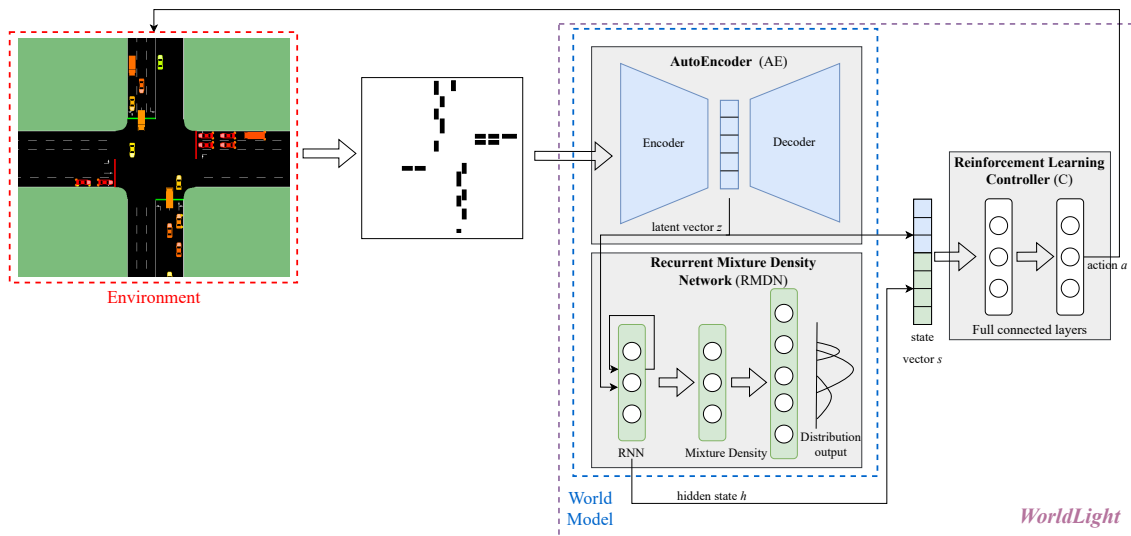 Environment
AutoEncoder (AE)
Encoder
Decoder
latent vector z
Recurrent Mixture Density
Network (RMDN)
RNN
Mixture Density
Distribution
output
hidden state h
World
Model
state
vector s
Reinforcement Learning
Controller (C)
Full connected layers
action a
WorldLight